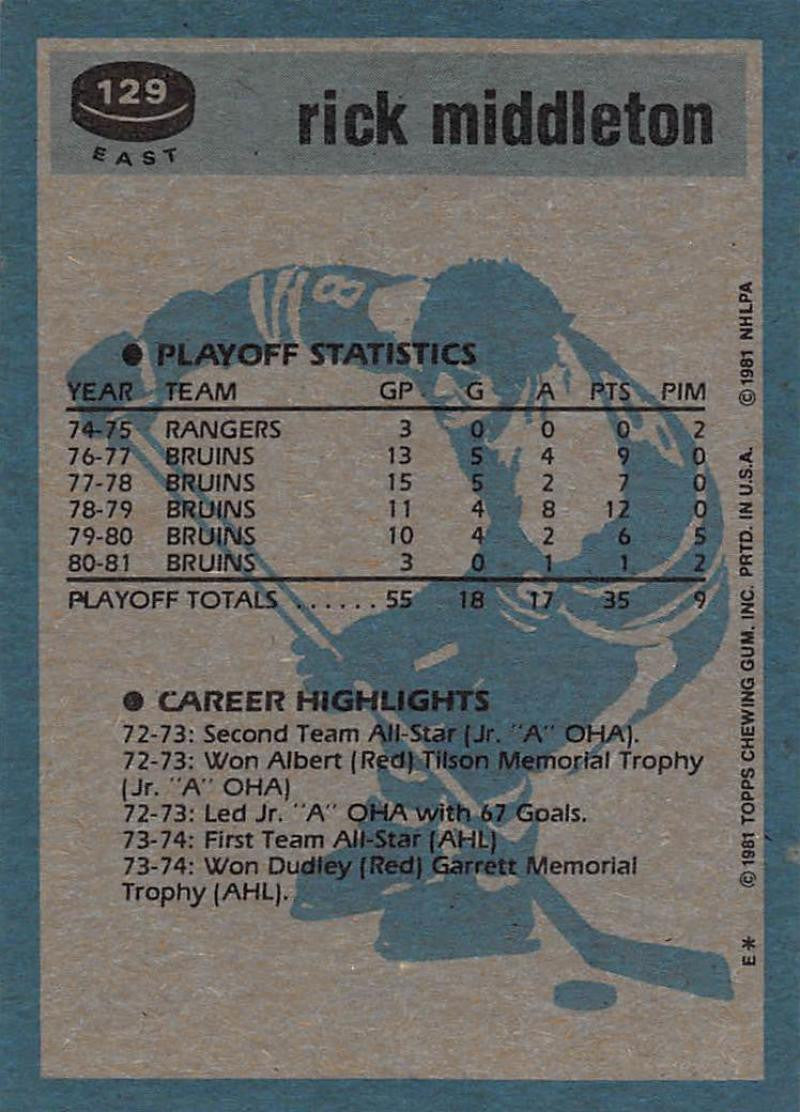 129
EAST
rick middleton
● PLAYOFF STATISTICS
YEAR TEAM GP G A PTS PIM
74-75 RANGERS 3 0 0 0 2
76-77 BRUINS 13 5 4 9 0
77-78 BRUINS 15 5 2 7 0
78-79 BRUINS 11 4 8 12 0
79-80 BRUINS 10 4 2 6 5
80-81 BRUINS 3 0 1 1 2
PLAYOFF TOTALS ...... 55 18 17 35 9
● CAREER HIGHLIGHTS
72-73: Second Team All-Star (Jr. "A" OHA).
72-73: Won Albert (Red) Tilson Memorial Trophy
(Jr. "A" OHA)
72-73: Led Jr. "A" OHA with 67 Goals.
73-74: First Team All-Star (AHL)
73-74: Won Dudley (Red) Garrett Memorial
Trophy (AHL).
8
E* © 1981 TOPPS CHEWING GUM, INC. PRTD. IN U.S.A. © 1981 NHLPA